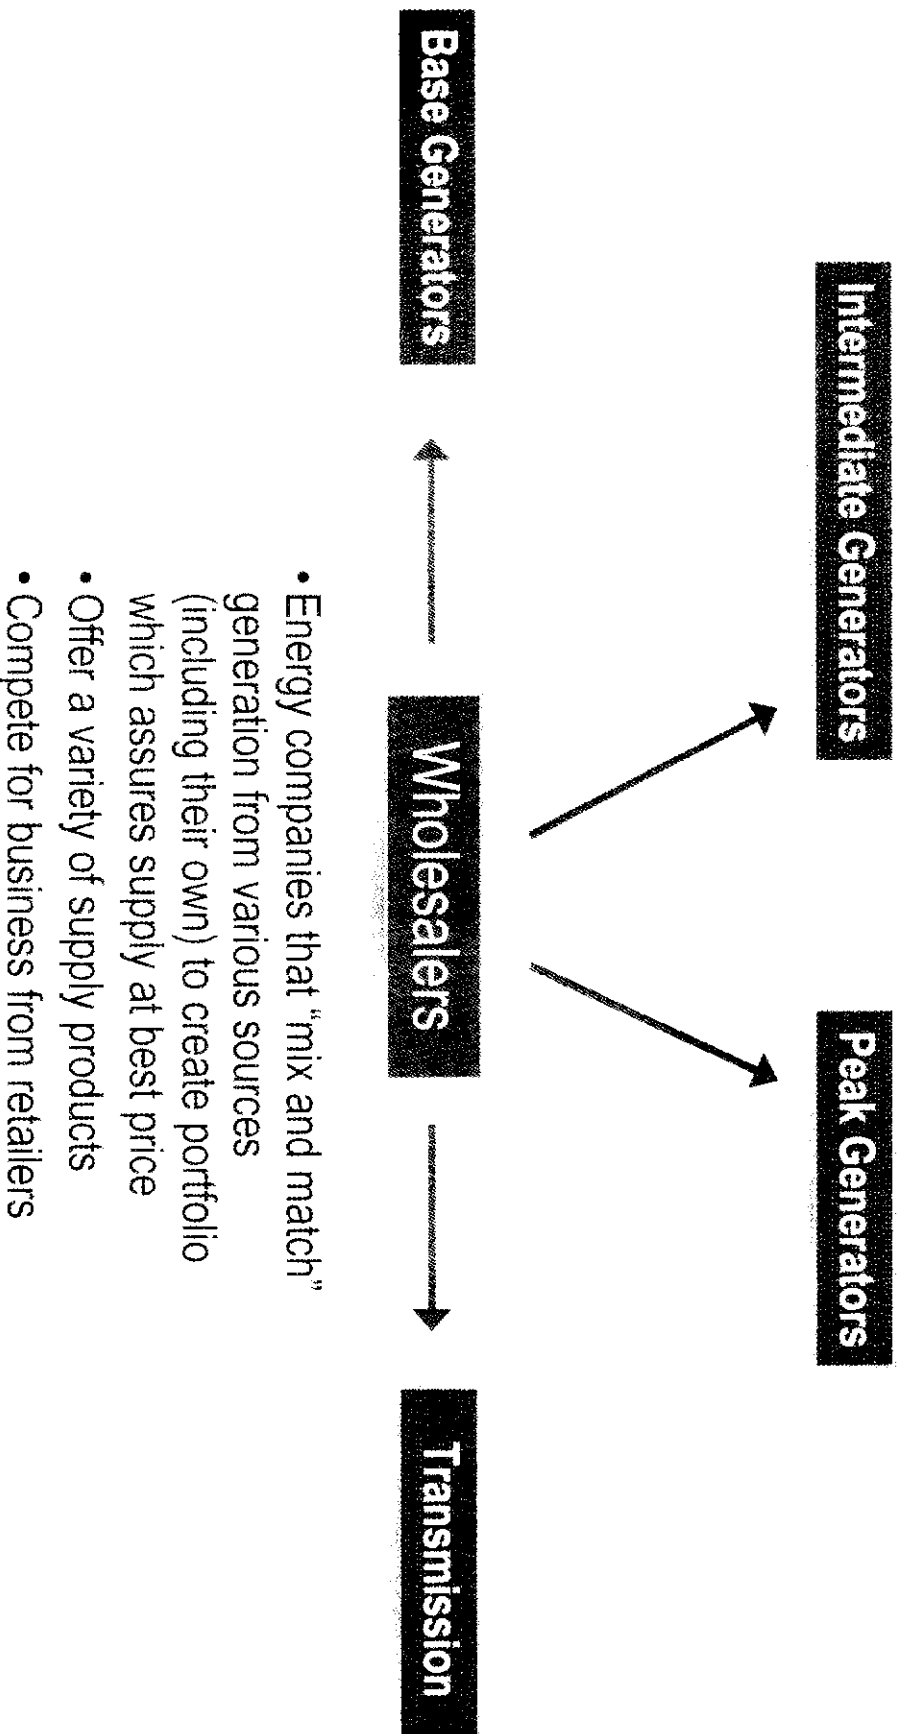 Intermediate Generators
Peak Generators
Base Generators
Wholesalers
Transmission
• Energy companies that “mix and match”
generation from various sources
(including their own) to create portfolio
which assures supply at best price
• Offer a variety of supply products
• Compete for business from retailers